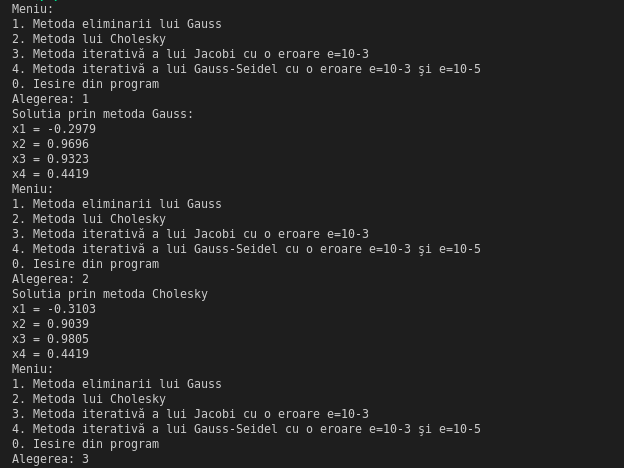 Meniu:
1. Metoda eliminarii lui Gauss
2. Metoda lui Cholesky
3. Metoda iterativă a lui Jacobi cu o eroare e=10-3
4. Metoda iterativă a lui Gauss-Seidel cu o eroare e=10-3 şi e=10-5
0. Iesire din program
Alegerea: 1
Solutia prin metoda Gauss:
x1 = -0.2979
x2 = 0.9696
x3 = 0.9323
x4 = 0.4419
Meniu:
1. Metoda eliminarii lui Gauss
2. Metoda lui Cholesky
3. Metoda iterativă a lui Jacobi cu o eroare e=10-3
4. Metoda iterativă a lui Gauss-Seidel cu o eroare e=10-3 şi e=10-5
0. Iesire din program
Alegerea: 2
Solutia prin metoda Cholesky
x1 = -0.3103
x2 = 0.9039
x3 = 0.9805
x4 = 0.4419
Meniu:
1. Metoda eliminarii lui Gauss
2. Metoda lui Cholesky
3. Metoda iterativă a lui Jacobi cu o eroare e=10-3
4. Metoda iterativă a lui Gauss-Seidel cu o eroare e=10-3 şi e=10-5
0. Iesire din program
Alegerea: 3